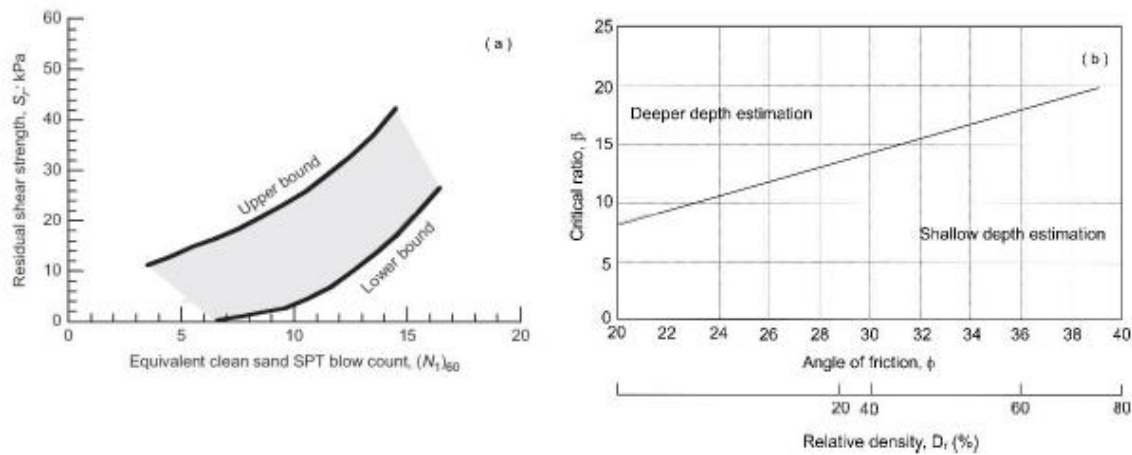 60
50
40
30
20
10
0
Residual shear strength, Sr: kPa
( a )
Upper bound
Lower bound
0 5 10 15 20
Equivalent clean sand SPT blow count, (N1)60
25
20
15
10
5
0
Critical ratio, β
( b )
Deeper depth estimation
Shallow depth estimation
20 24 26 28 30 32 34 36 38 40
Angle of friction, ϕ
20 40 60 80
Relative density, Dr (%)